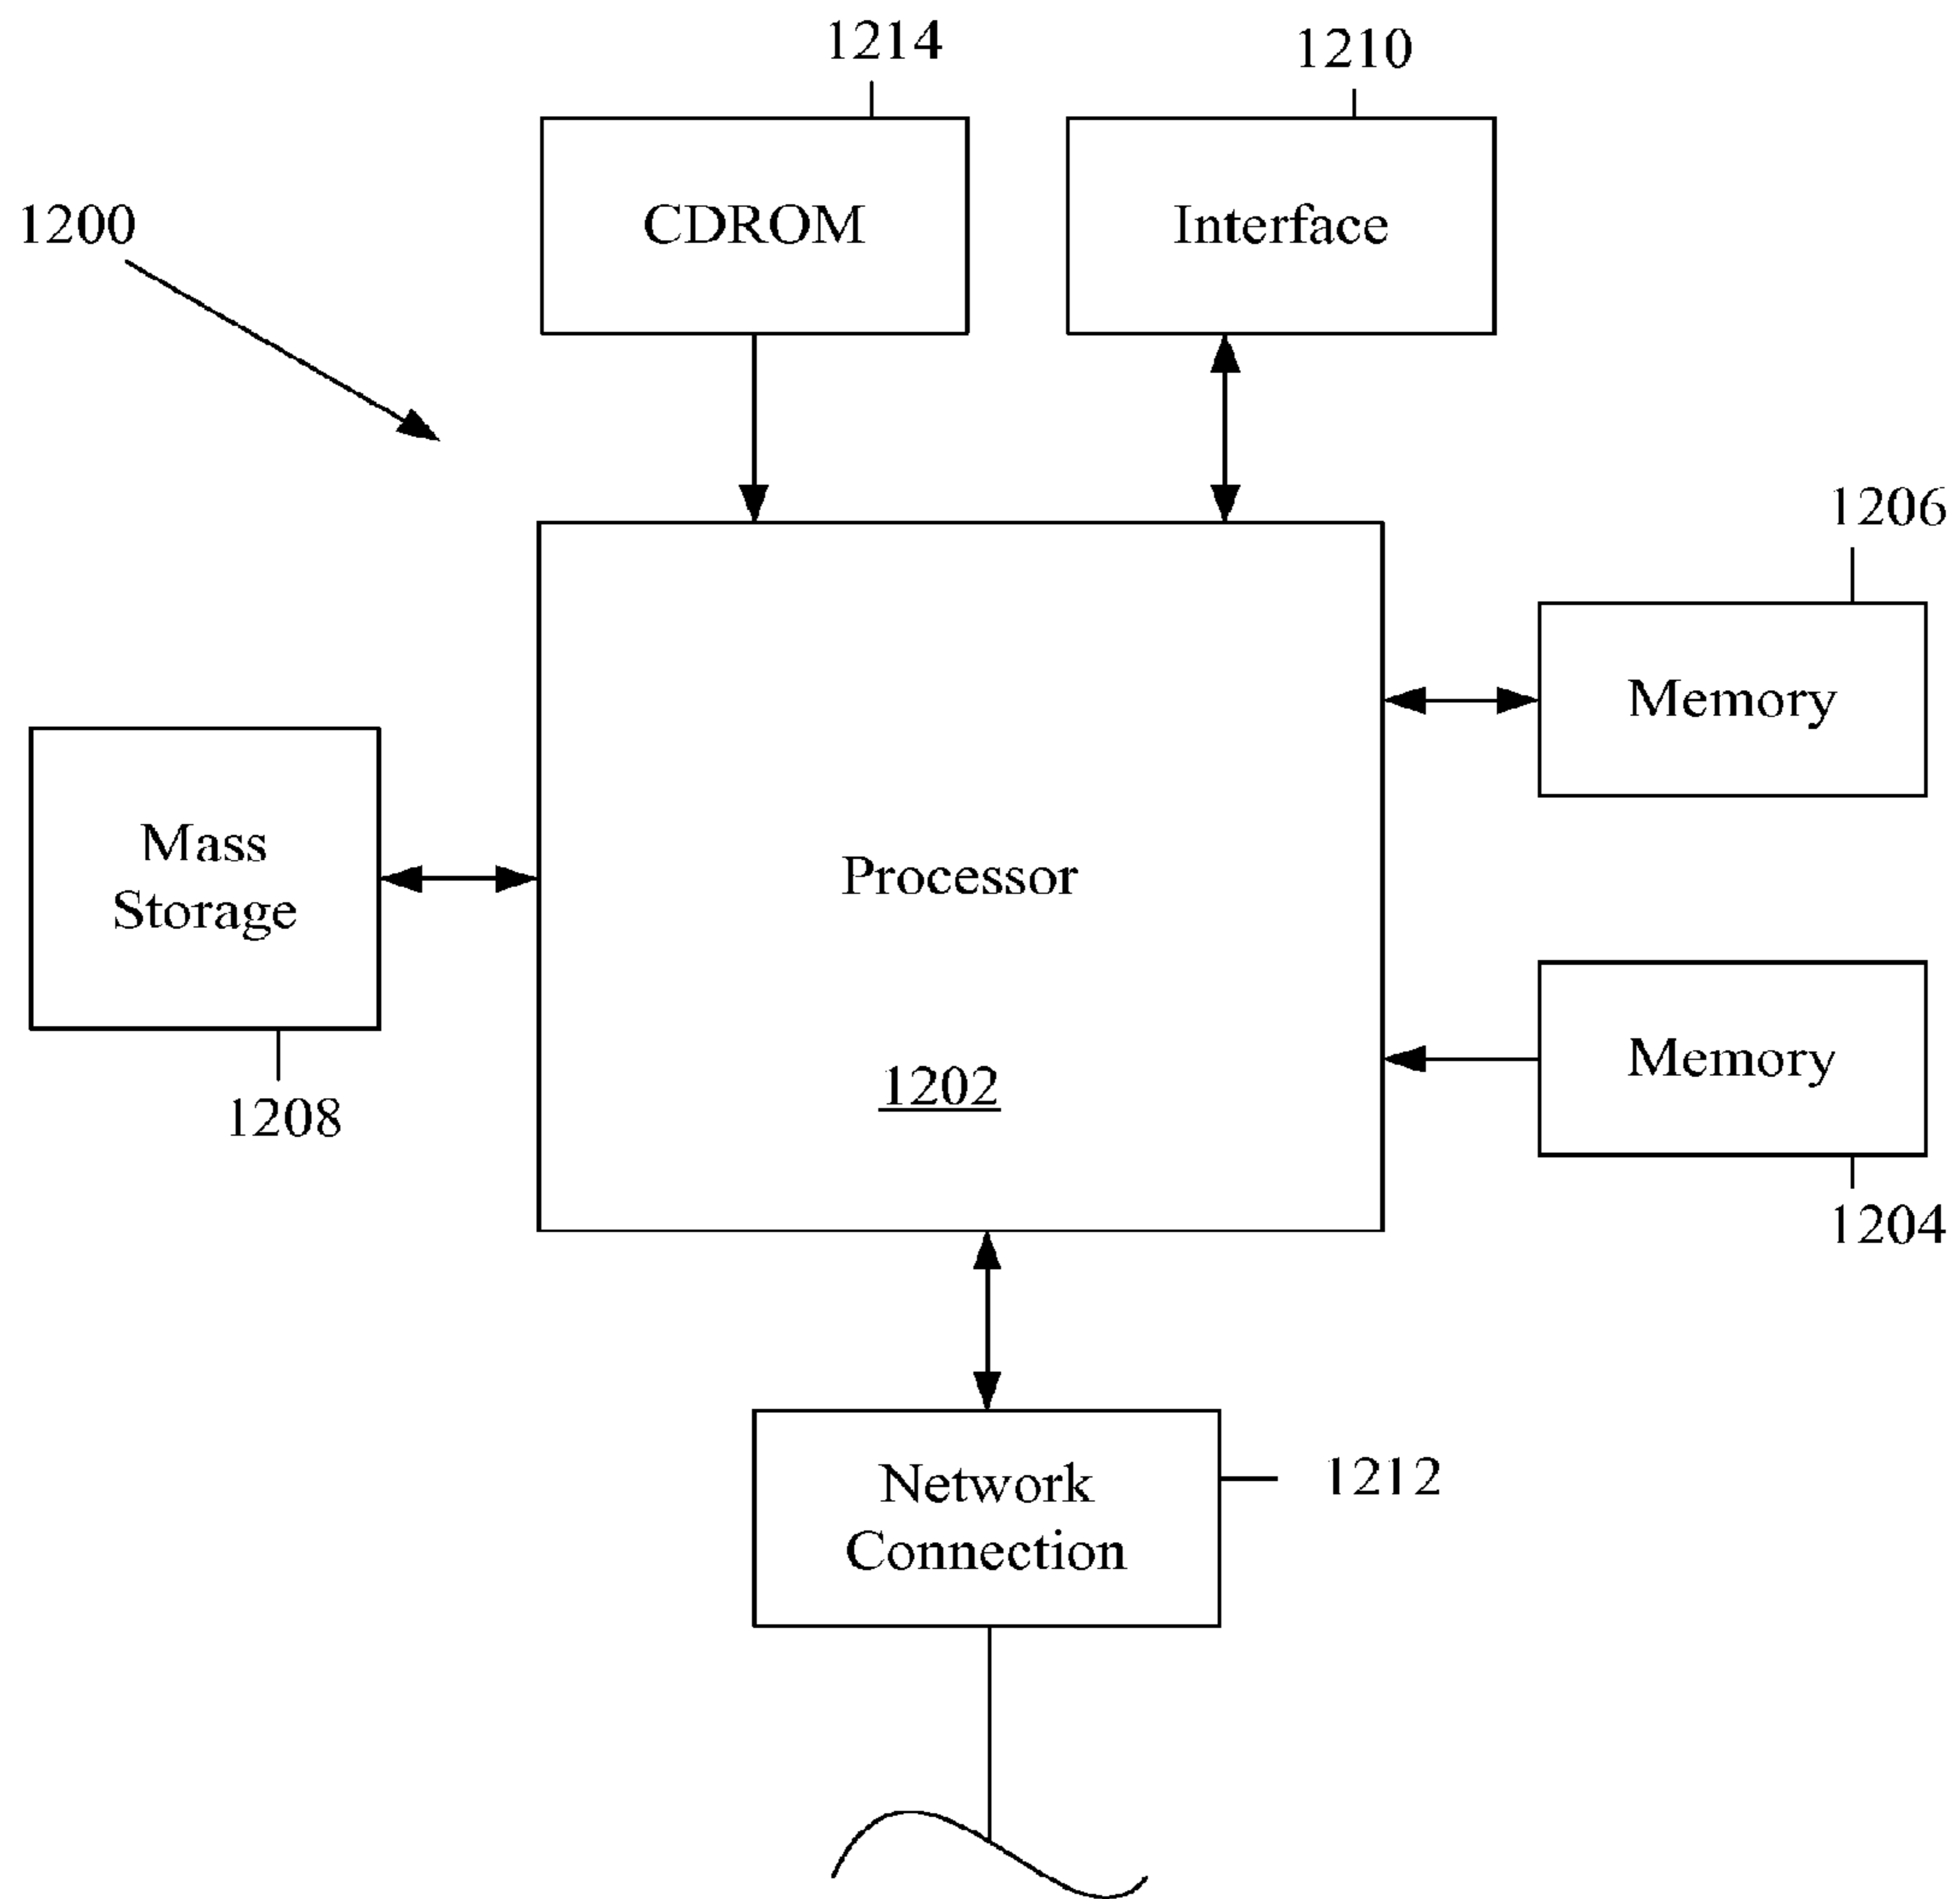 1214
1210
1200
CDROM
Interface
1206
Memory
Mass
Storage
Processor
Memory
1202
1208
1204
Network
Connection
1212